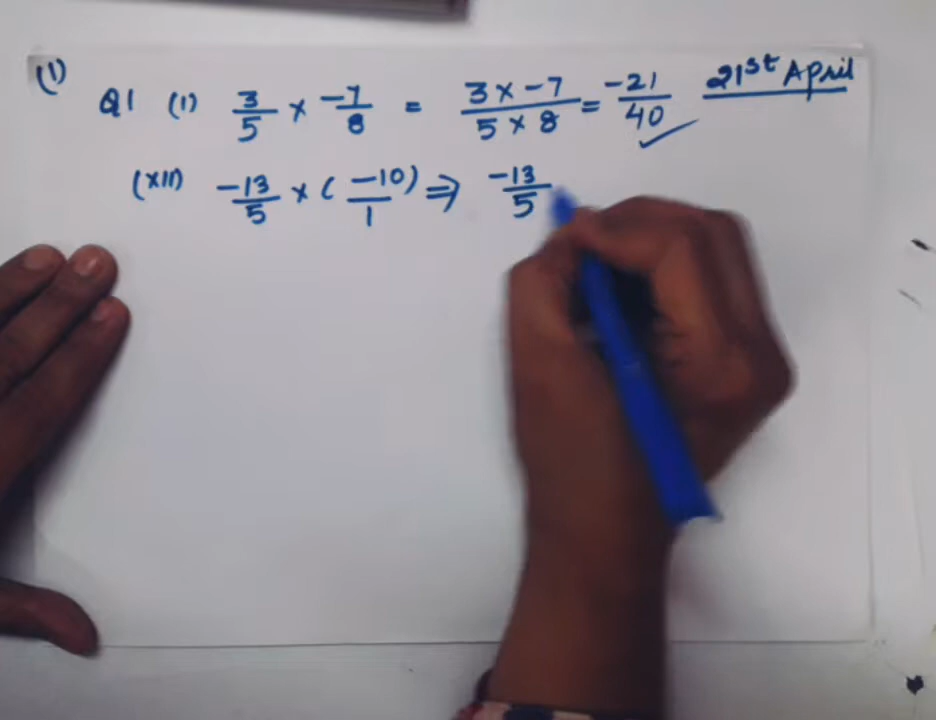 (1)
Q1 (1) 3/5 × -7/8 = 3 × -7/5 × 8 = -21/40 ✓ 21st April
(XII) -13/5 × (-10/1) ⇒ -13/5